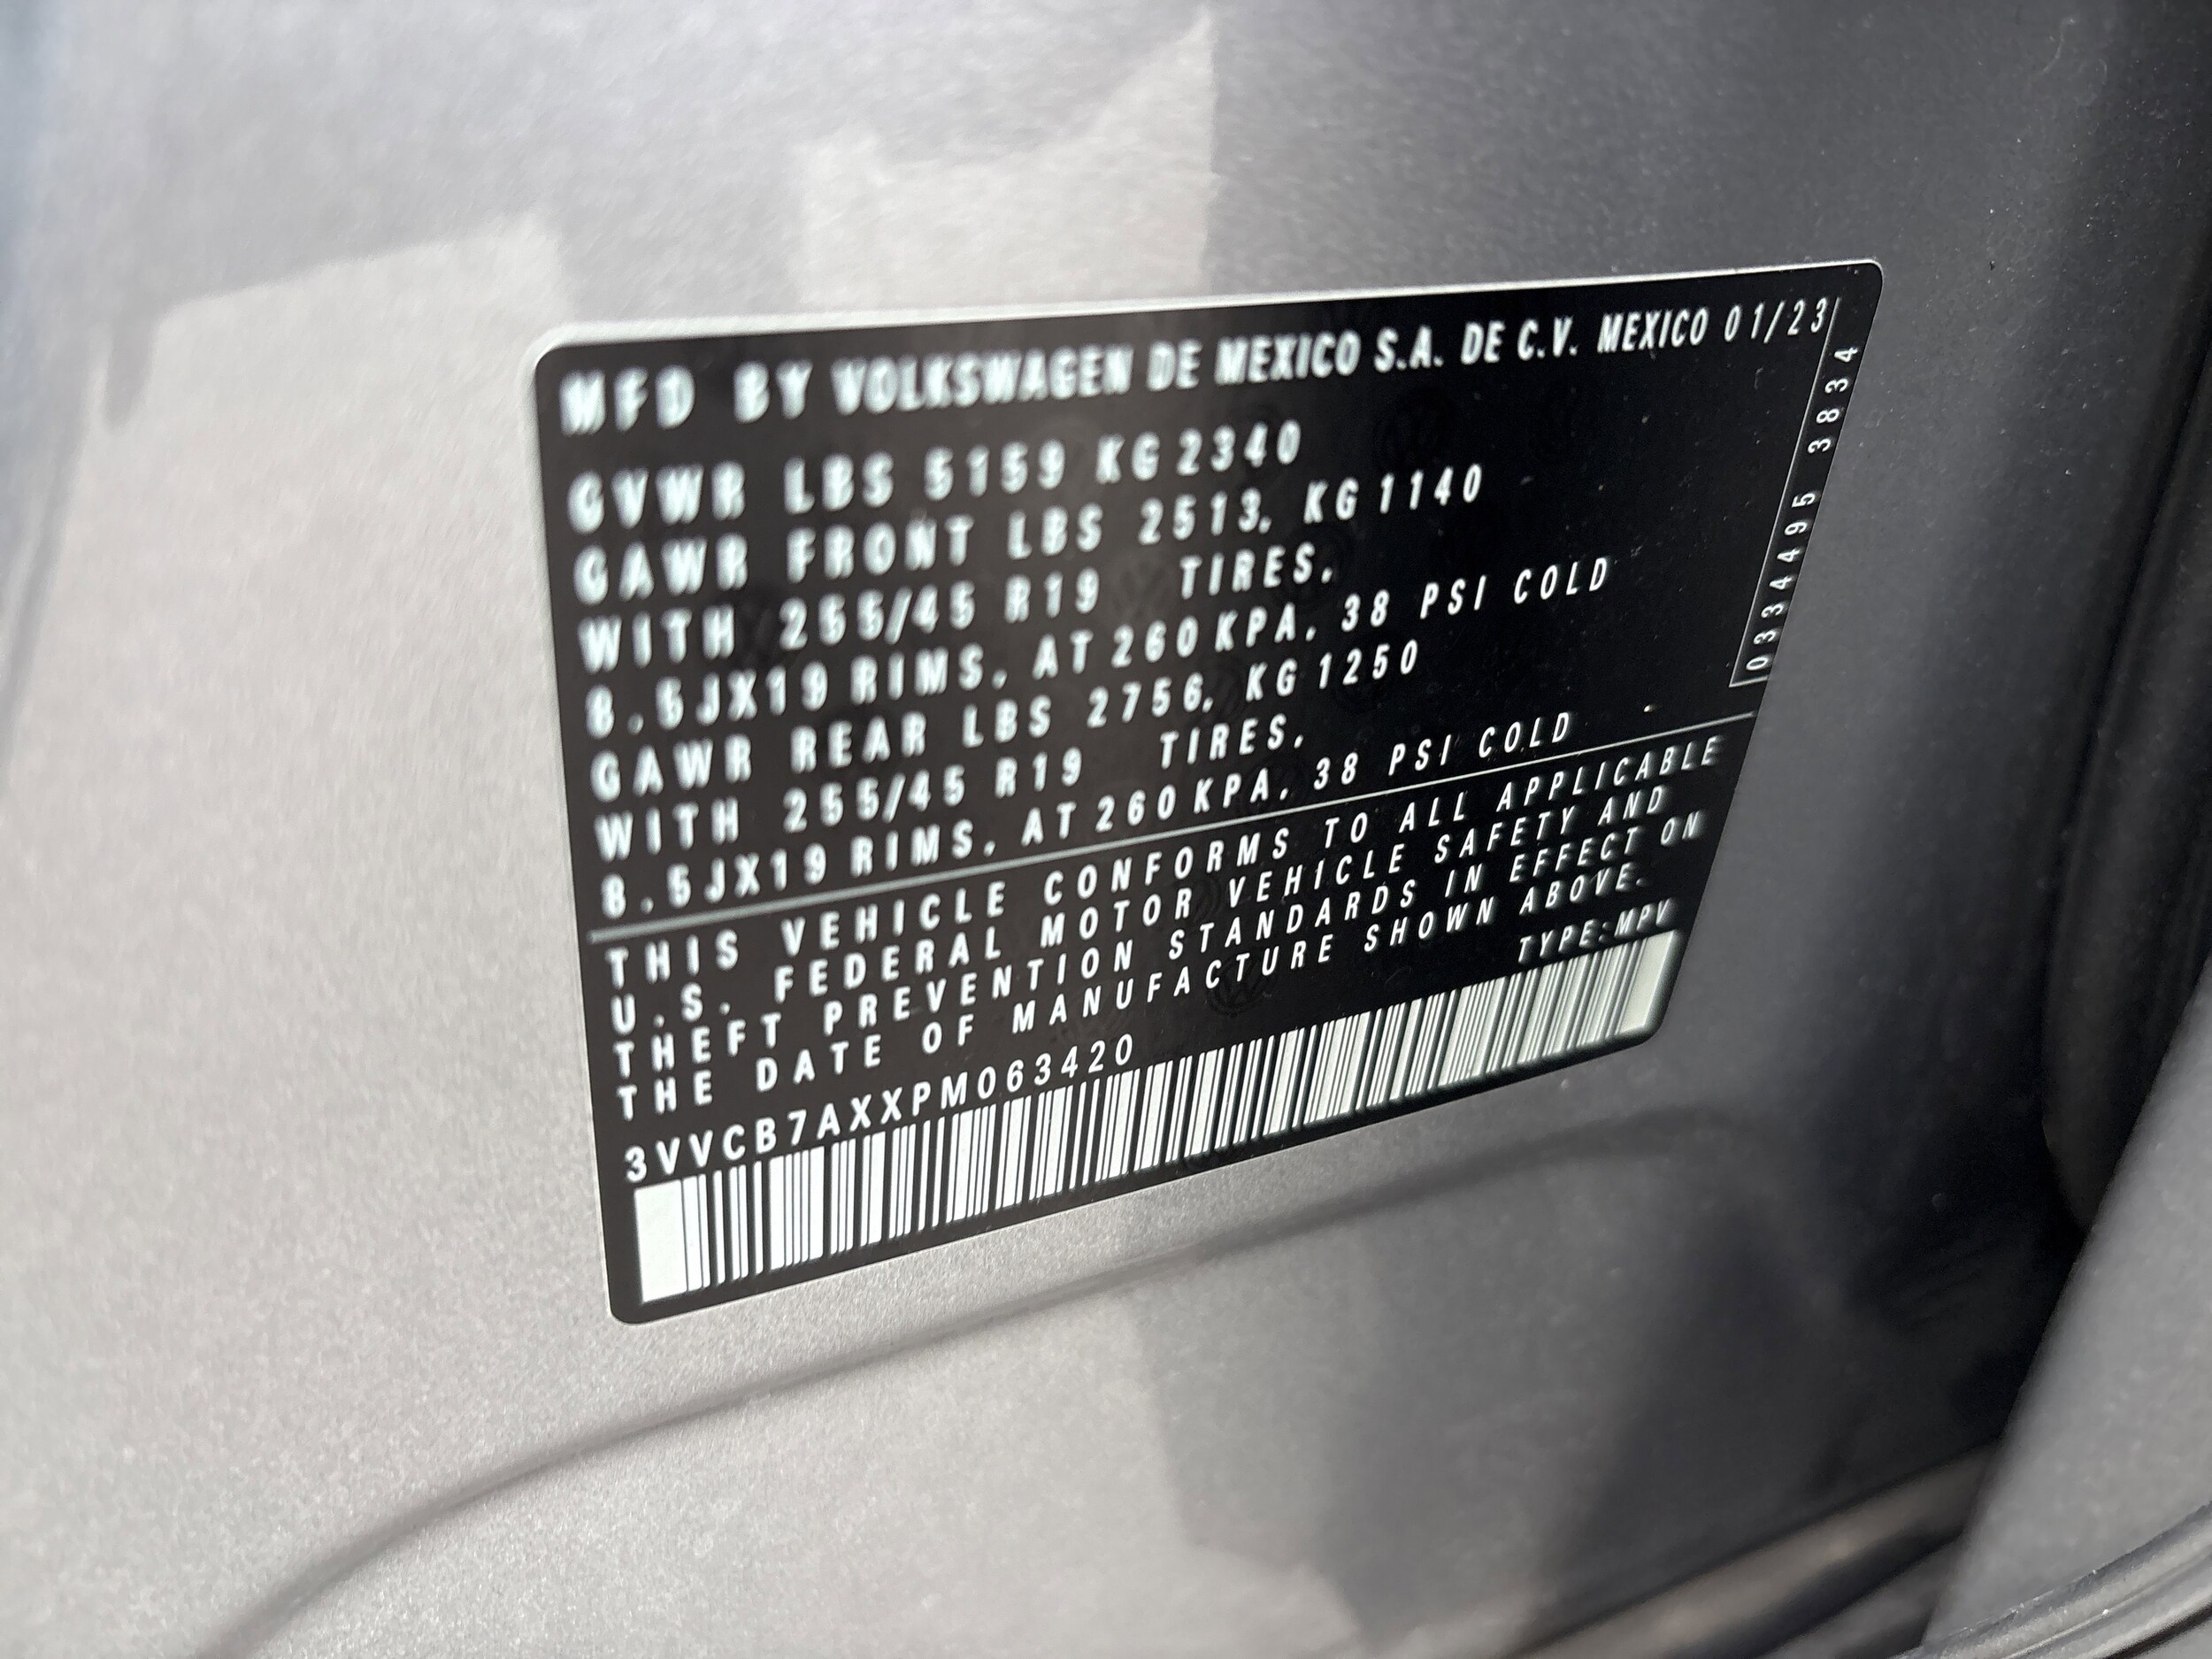 MFD BY VOLKSWAGEN DE MEXICO S.A. DE C.V. MEXICO 01/23
GVWR LBS 5159 KG 2340
GAWR FRONT LBS 2513, KG 1140
WITH 255/45 R19 TIRES,
8.5JX19 RIMS, AT 260 KPA, 38 PSI COLD
GAWR REAR LBS 2756, KG 1250
WITH 255/45 R19 TIRES,
8.5JX19 RIMS, AT 260 KPA, 38 PSI COLD
0334495 3834
THIS VEHICLE CONFORMS TO ALL APPLICABLE
U.S. FEDERAL MOTOR VEHICLE SAFETY AND
THEFT PREVENTION STANDARDS IN EFFECT ON
THE DATE OF MANUFACTURE SHOWN ABOVE.
TYPE:MPV
3VVCB7AXXPM063420